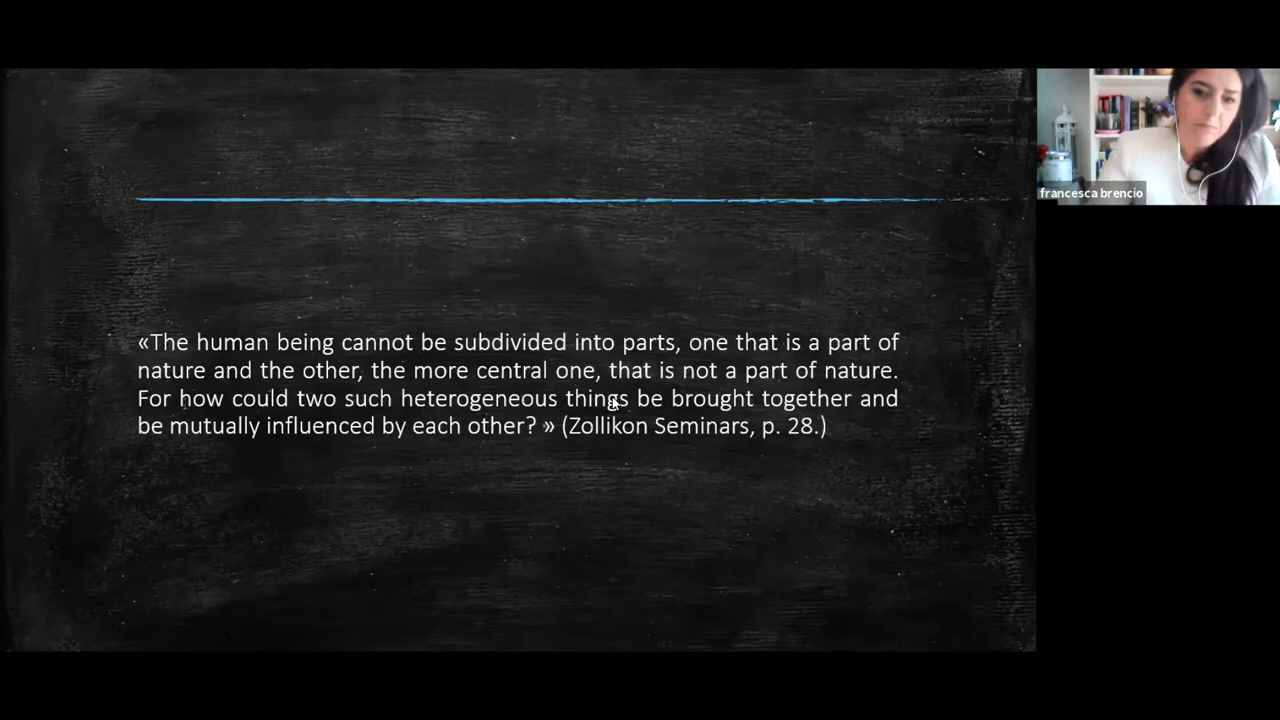 francesca brencio
«The human being cannot be subdivided into parts, one that is a part of
nature and the other, the more central one, that is not a part of nature.
For how could two such heterogeneous things be brought together and
be mutually influenced by each other? » (Zollikon Seminars, p. 28.)